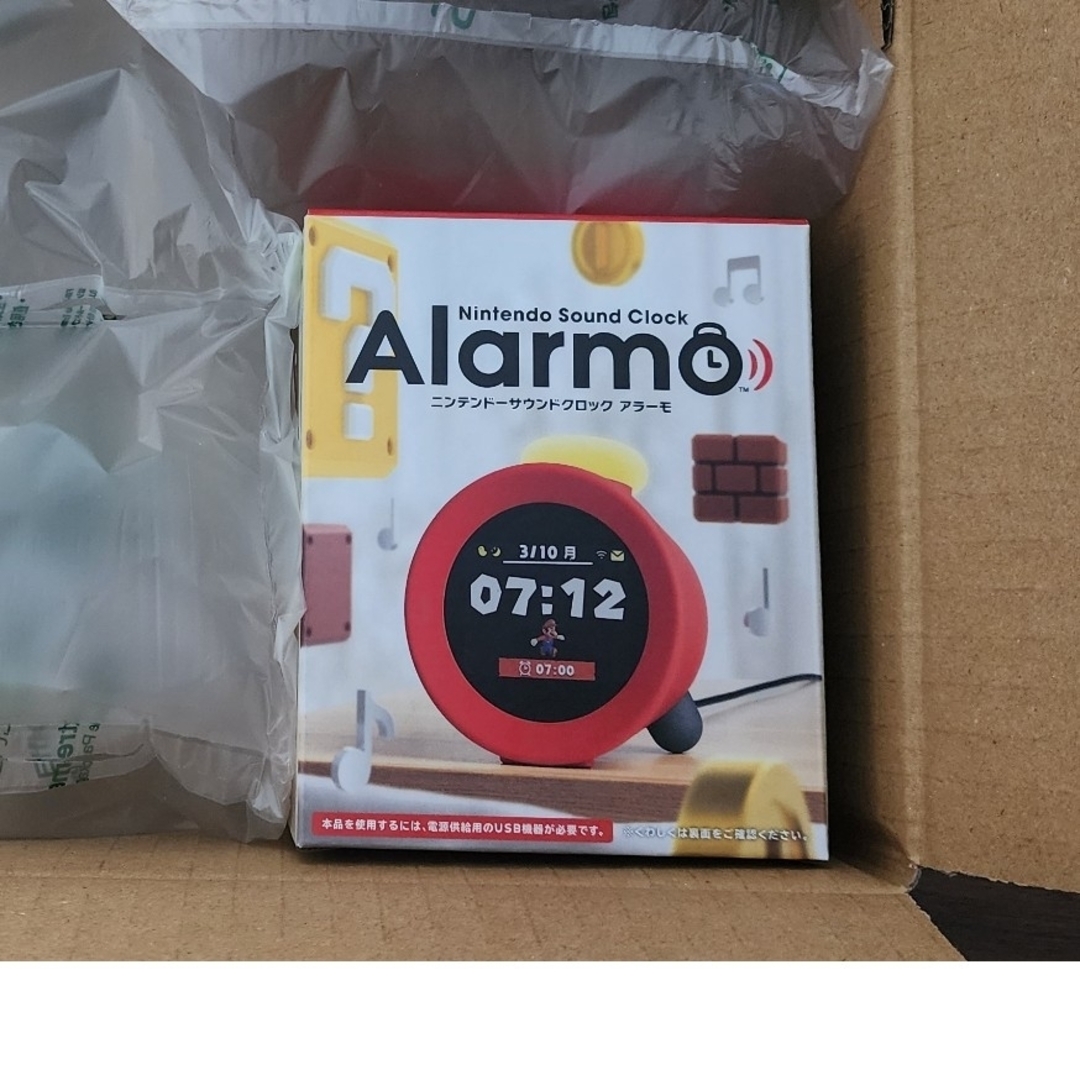 Nintendo Sound Clock
Alarmo
TM
ニンテンドーサウンドクロック アラーモ
3/10 月
07:12
07:00
本品を使用するには、電源供給用のUSB機器が必要です。
※くわしくは裏面をご確認ください。